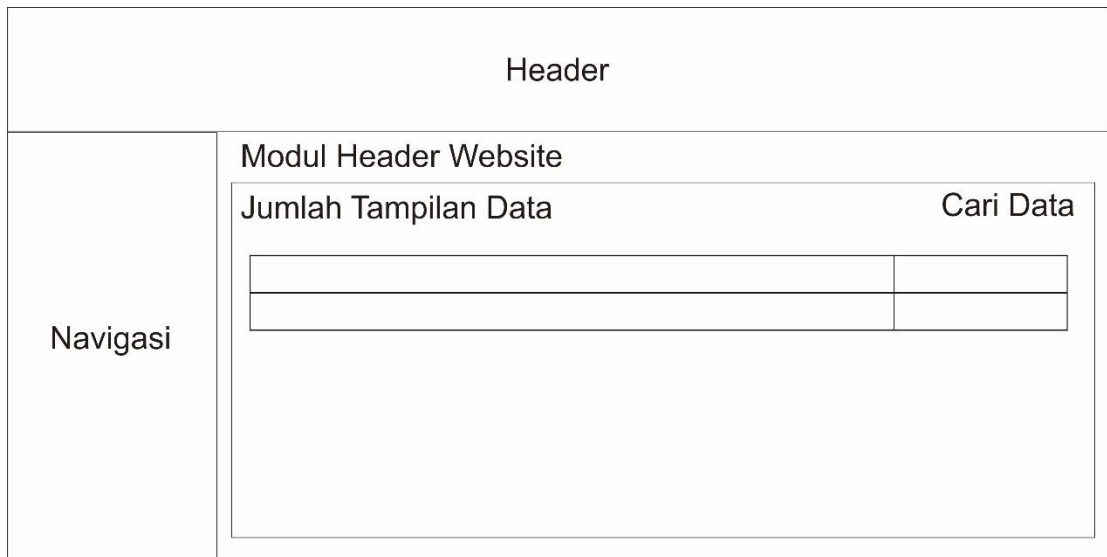 Header
Modul Header Website
Jumlah Tampilan Data
Cari Data
Navigasi